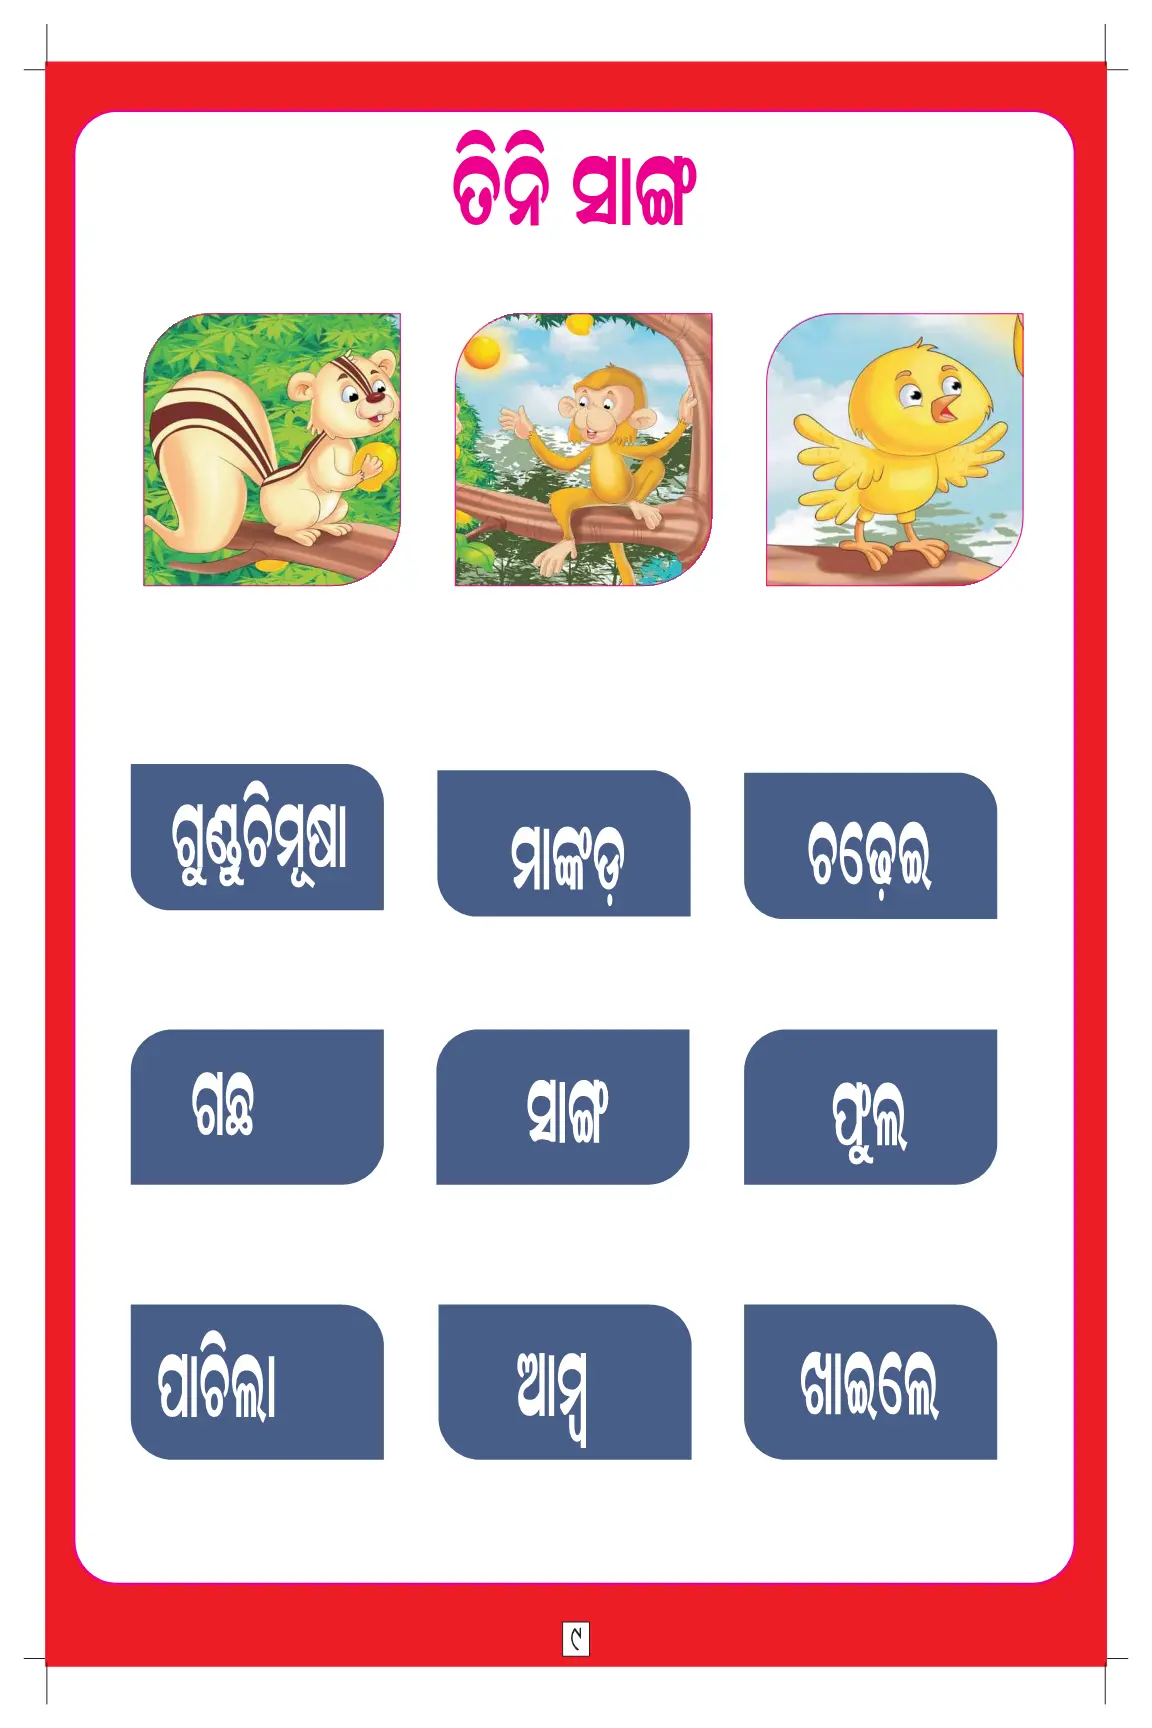 ତିନି ସାଙ୍ଗ
ଗୁଣ୍ଡୁଚିମୂଷା ମାଙ୍କଡ଼ ଚଢ଼େଇ
ଗଛ ସାଙ୍ଗ ଫୁଲ
ପାଚିଲା ଆମ୍ବ ଖାଇଲେ
୯